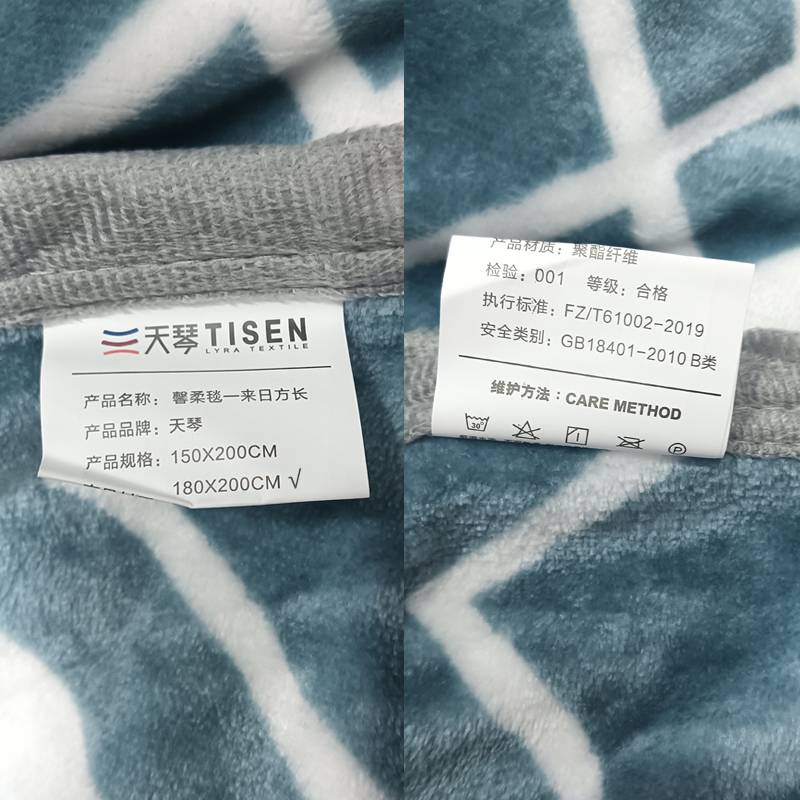 天琴TISEN
LYRA TEXTILE
产品名称：馨柔毯一来日方长
产品品牌：天琴
产品规格：150X200CM
180X200CM √
产品材质：聚酯纤维
检验：001 等级：合格
执行标准：FZ/T61002-2019
安全类别：GB18401-2010 B类
维护方法：CARE METHOD
30°
P